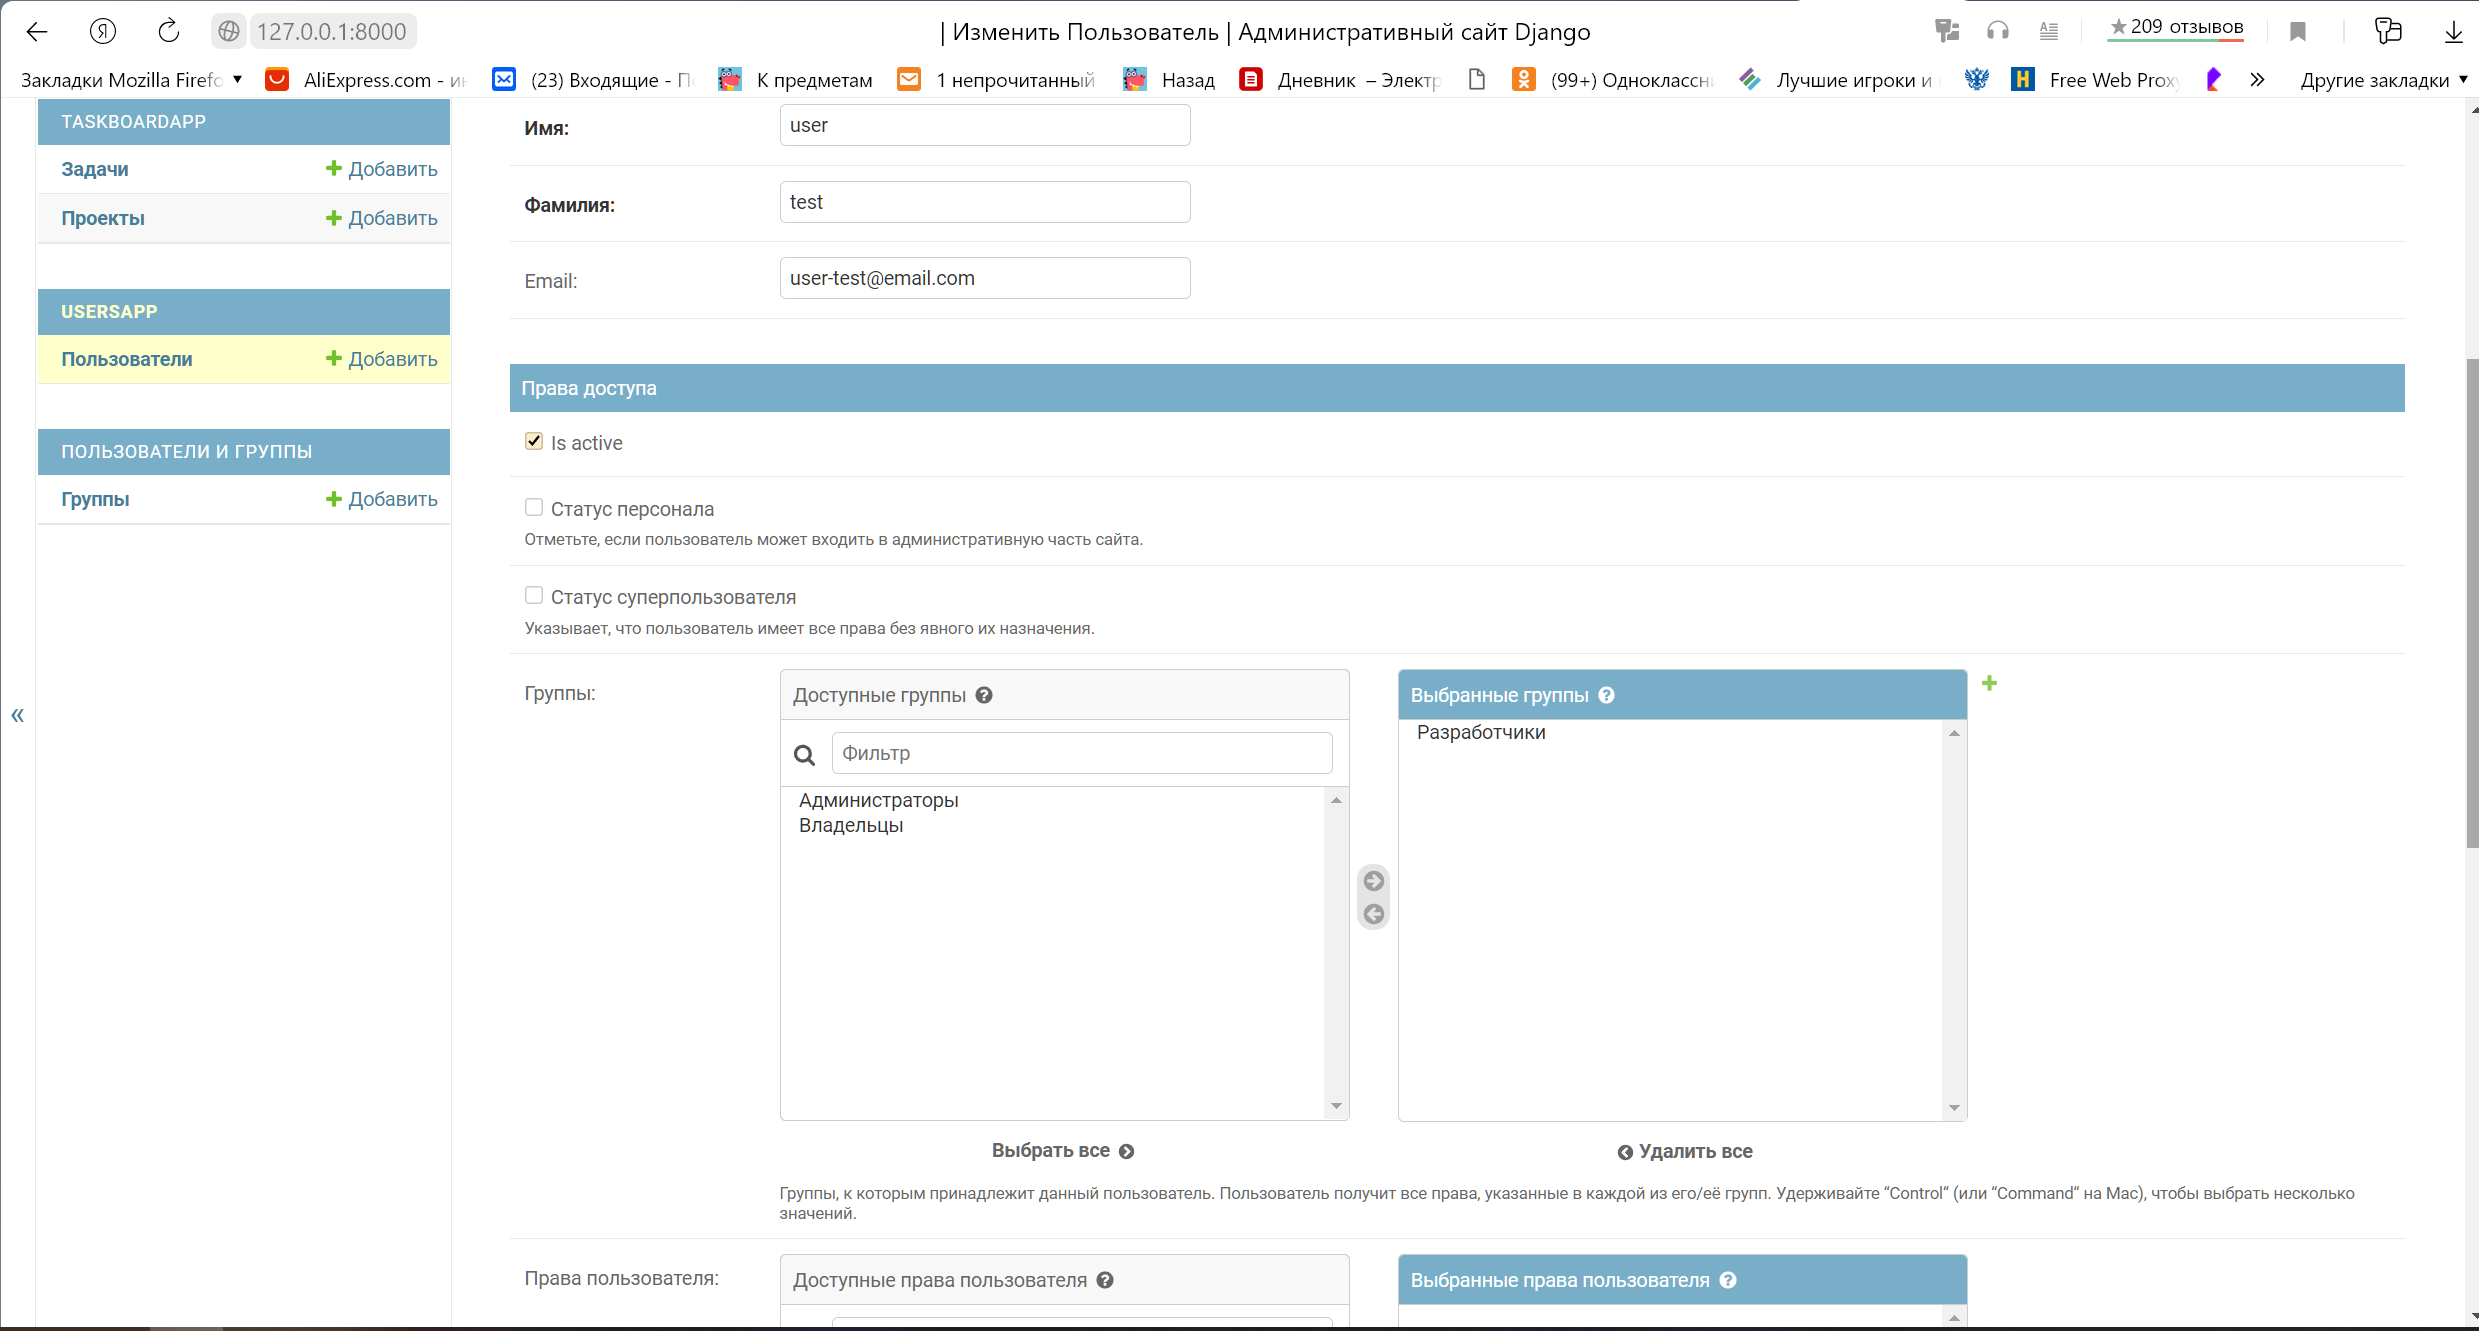 127.0.0.1:8000
| Изменить Пользователь | Административный сайт Django
209 отзывов
Закладки Mozilla Firefo
AliExpress.com - ин
(23) Входящие - По
К предметам
1 непрочитанный
Назад
Дневник – Электр
(99+) Одноклассни
Лучшие игроки и
Free Web Proxy
Другие закладки
TASKBOARDAPP
Задачи Добавить
Проекты Добавить
USERSAPP
Пользователи Добавить
ПОЛЬЗОВАТЕЛИ И ГРУППЫ
Группы Добавить
«
Имя: user
Фамилия: test
Email: user-test@email.com
Права доступа
Is active
Статус персонала
Отметьте, если пользователь может входить в административную часть сайта.
Статус суперпользователя
Указывает, что пользователь имеет все права без явного их назначения.
Группы:
Доступные группы
Фильтр
Администраторы
Владельцы
Выбрать все
Выбранные группы
Разработчики
Удалить все
Группы, к которым принадлежит данный пользователь. Пользователь получит все права, указанные в каждой из его/её групп. Удерживайте “Control“ (или “Command“ на Mac), чтобы выбрать несколько
значений.
Права пользователя:
Доступные права пользователя
Выбранные права пользователя